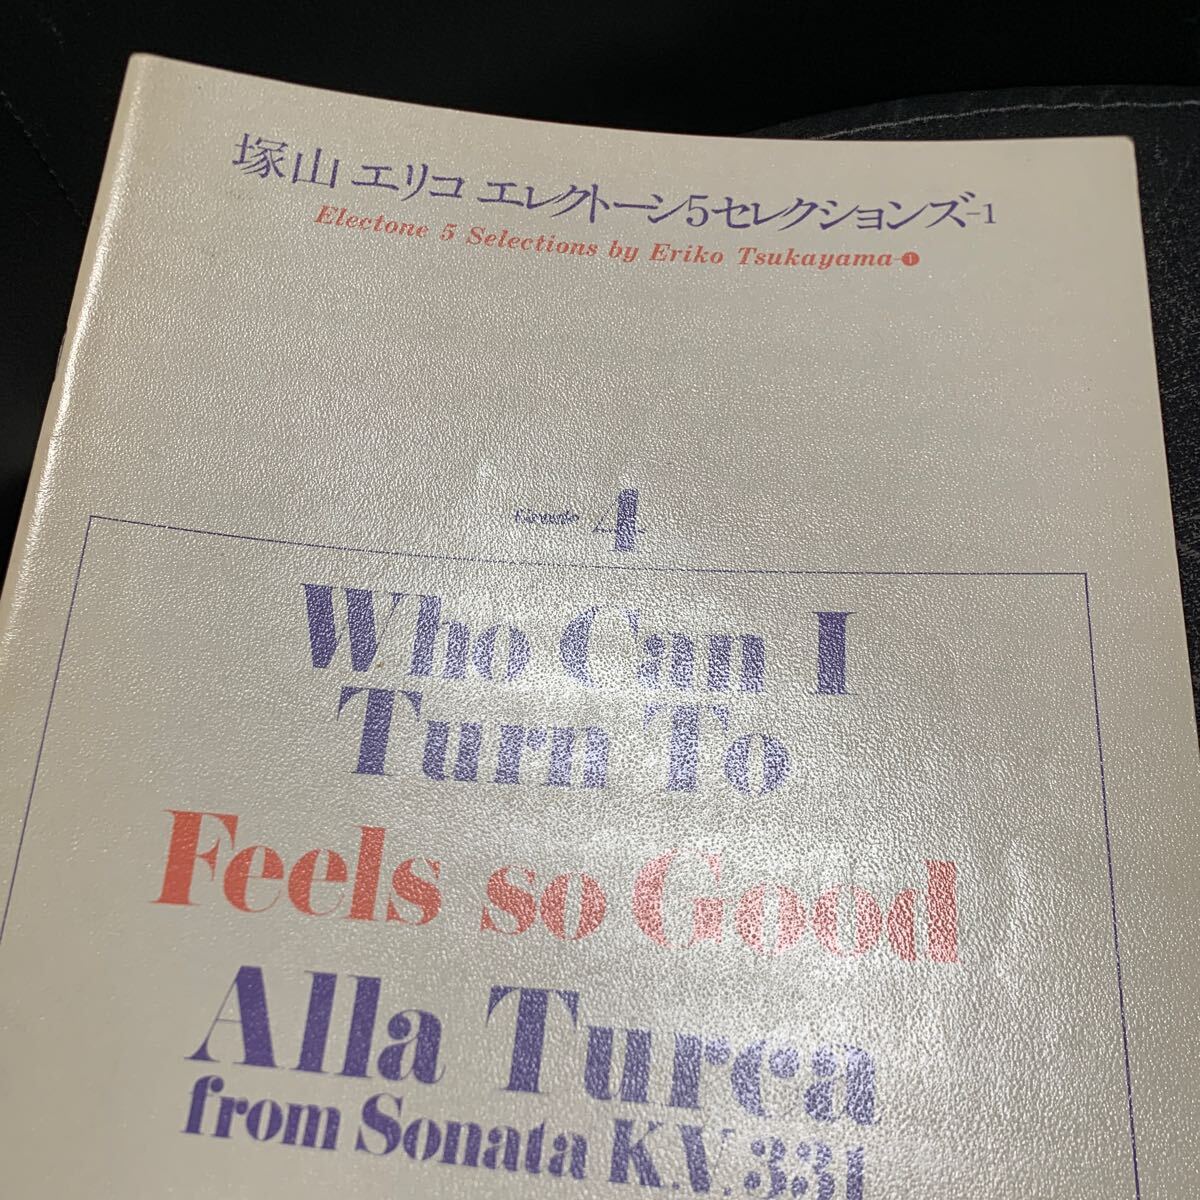 塚山エリコ エレクトーン5セレクションズ-1
Electone 5 Selections by Eriko Tsukayama-❶
Grade 4
Who Can I
Turn To
Feels so Good
Alla Turca
from Sonata K.V.331